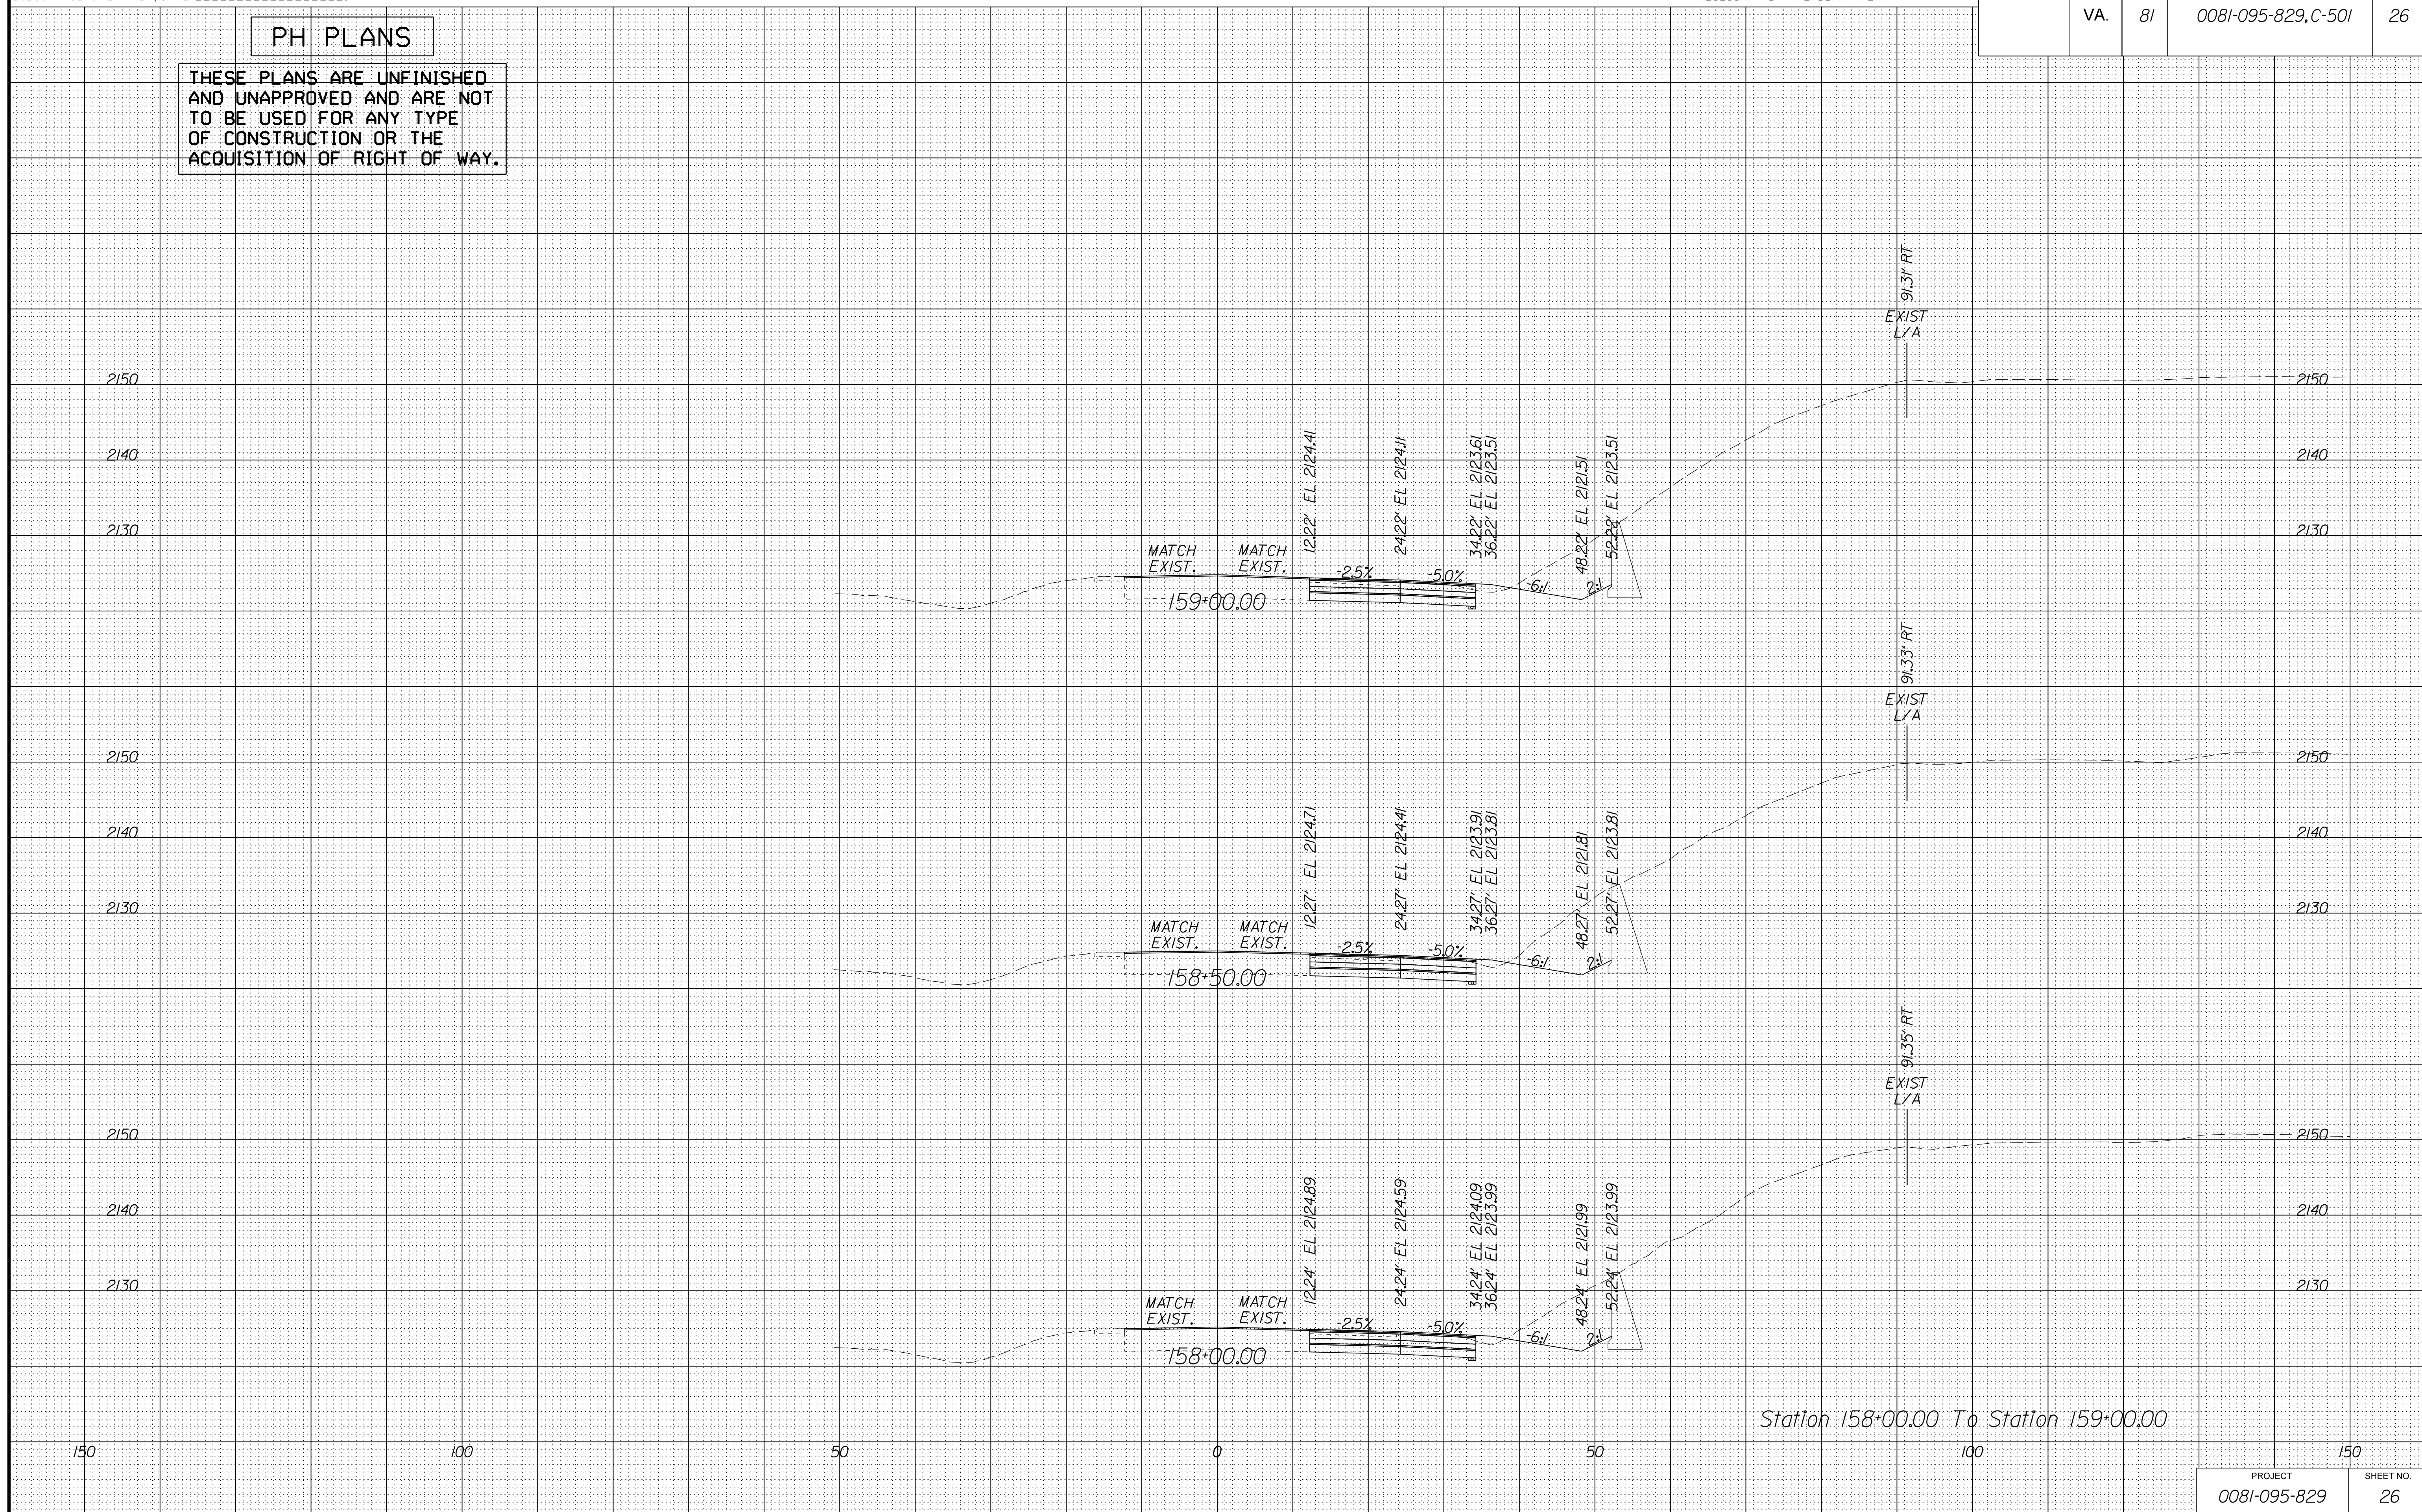 VA. 81 0081-095-829, C-501 26
PH PLANS
THESE PLANS ARE UNFINISHED
AND UNAPPROVED AND ARE NOT
TO BE USED FOR ANY TYPE
OF CONSTRUCTION OR THE
ACQUISITION OF RIGHT OF WAY.
91.31' RT
EXIST
L/A
2150 2150
2140 2140
2130 2130
12.22' EL 2124.41
24.22' EL 2124.11
34.22' EL 2123.61
36.22' EL 2123.51
48.22' EL 2121.51
52.22' EL 2123.51
MATCH
EXIST.
MATCH
EXIST.
-2.5% -5.0% -6:1 2:1
159+00.00
91.33' RT
EXIST
L/A
2150 2150
2140 2140
2130 2130
12.27' EL 2124.71
24.27' EL 2124.41
34.27' EL 2123.91
36.27' EL 2123.81
48.27' EL 2121.81
52.27' EL 2123.81
MATCH
EXIST.
MATCH
EXIST.
-2.5% -5.0% -6:1 2:1
158+50.00
91.35' RT
EXIST
L/A
2150 2150
2140 2140
2130 2130
12.24' EL 2124.89
24.24' EL 2124.59
34.24' EL 2124.09
36.24' EL 2123.99
48.24' EL 2121.99
52.24' EL 2123.99
MATCH
EXIST.
MATCH
EXIST.
-2.5% -5.0% -6:1 2:1
158+00.00
Station 158+00.00 To Station 159+00.00
150 100 50 0 50 100 150
PROJECT SHEET NO.
0081-095-829 26